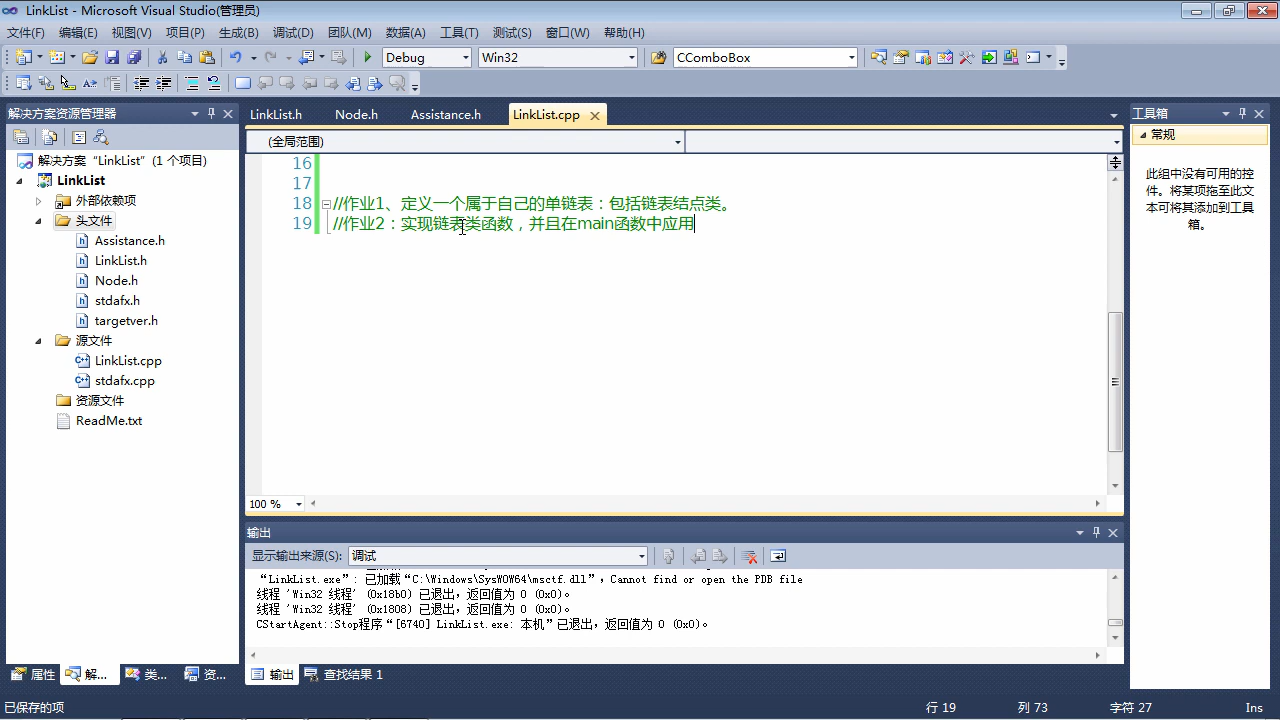 LinkList - Microsoft Visual Studio(管理员)
文件(F) 编辑(E) 视图(V) 项目(P) 生成(B) 调试(D) 团队(M) 数据(A) 工具(T) 测试(S) 窗口(W) 帮助(H)
Debug Win32 CComboBox
解决方案资源管理器
解决方案“LinkList”(1 个项目)
LinkList
外部依赖项
头文件
Assistance.h
LinkList.h
Node.h
stdafx.h
targetver.h
源文件
LinkList.cpp
stdafx.cpp
资源文件
ReadMe.txt
属性 解... 类... 资...
LinkList.h Node.h Assistance.h LinkList.cpp
(全局范围)
16
17
18 //作业1、定义一个属于自己的单链表：包括链表结点类。
19 //作业2：实现链表类函数，并且在main函数中应用
100 %
输出
显示输出来源(S): 调试
“LinkList.exe”: 已加载“C:\Windows\SysWOW64\msctf.dll”，Cannot find or open the PDB file
线程 'Win32 线程' (0x18b0) 已退出，返回值为 0 (0x0)。
线程 'Win32 线程' (0x1808) 已退出，返回值为 0 (0x0)。
CStartAgent::Stop程序“[6740] LinkList.exe: 本机”已退出，返回值为 0 (0x0)。
输出 查找结果 1
工具箱
常规
此组中没有可用的控
件。将某项拖至此文
本可将其添加到工具
箱。
已保存的项 行 19 列 73 字符 27 Ins